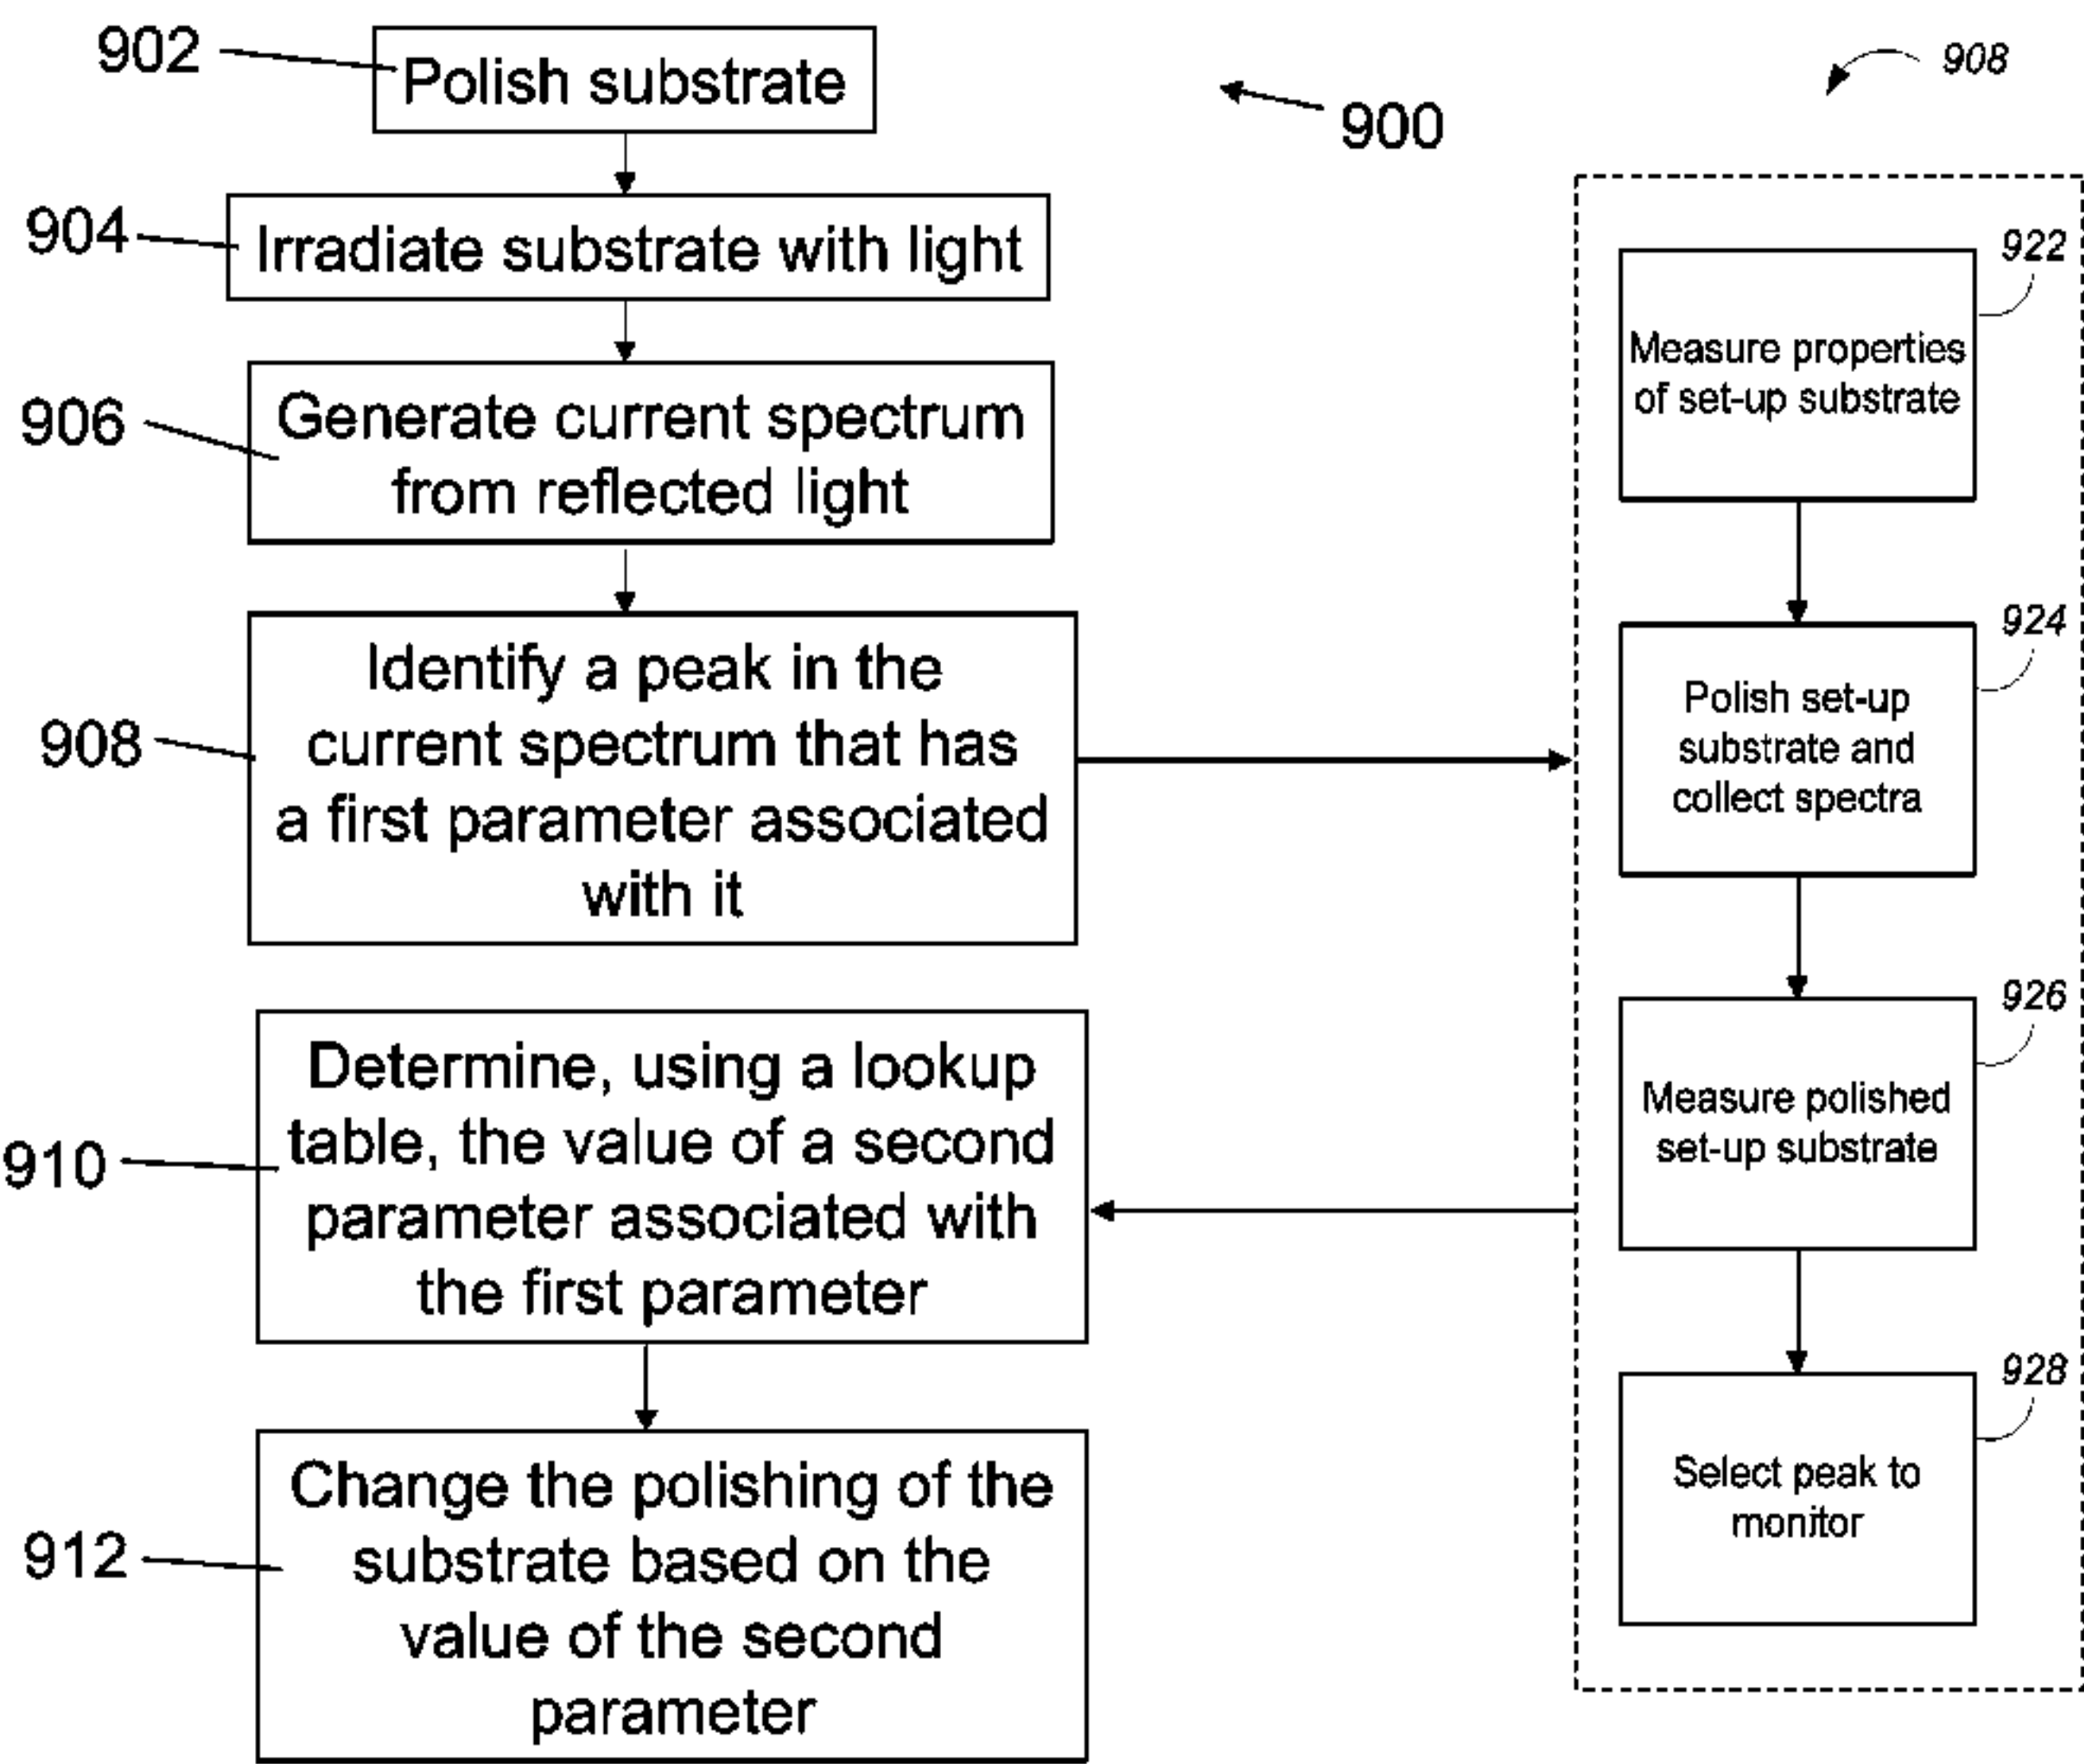 902
Polish substrate
900
904
Irradiate substrate with light
906
Generate current spectrum
from reflected light
908
Identify a peak in the
current spectrum that has
a first parameter associated
with it
910
Determine, using a lookup
table, the value of a second
parameter associated with
the first parameter
912
Change the polishing of the
substrate based on the
value of the second
parameter
908
922
Measure properties
of set-up substrate
924
Polish set-up
substrate and
collect spectra
926
Measure polished
set-up substrate
928
Select peak to
monitor